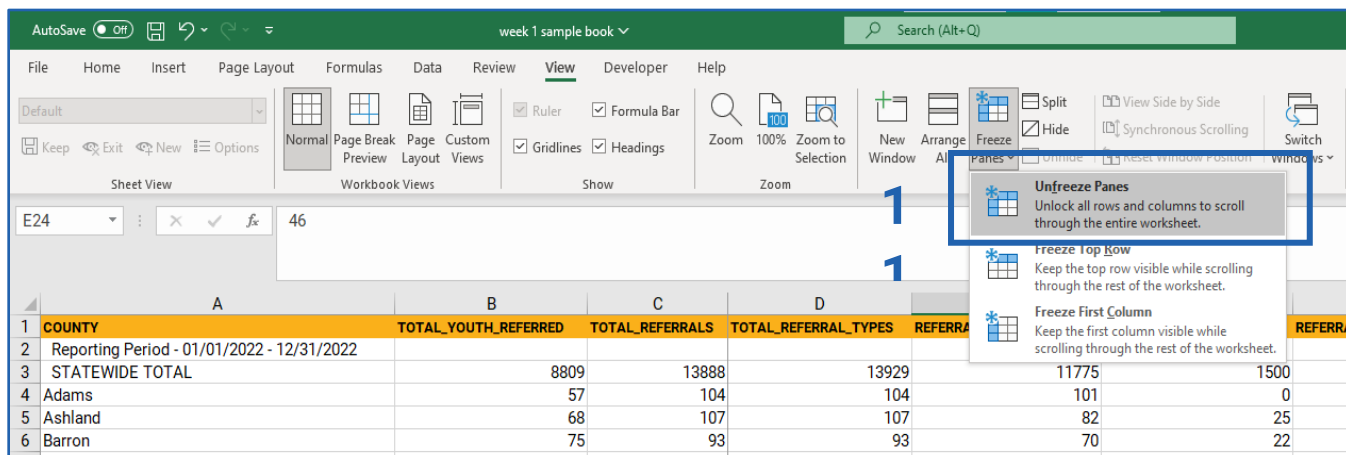 AutoSave Off week 1 sample book Search (Alt+Q)
File Home Insert Page Layout Formulas Data Review View Developer Help
Default
Keep Exit New Options
Sheet View
Normal Page Break Preview Page Layout Custom Views
Workbook Views
Ruler Formula Bar
Gridlines Headings
Show
Zoom 100% Zoom to Selection
100
Zoom
New Window Arrange All Freeze Panes
Split
Hide
Unhide
View Side by Side
Synchronous Scrolling
Reset Window Position
Switch Windows
1
Unfreeze Panes
Unlock all rows and columns to scroll
through the entire worksheet.
1
Freeze Top Row
Keep the top row visible while scrolling
through the rest of the worksheet.
Freeze First Column
Keep the first column visible while
scrolling through the rest of the worksheet.
E24 fx 46
A B C D
1 COUNTY TOTAL_YOUTH_REFERRED TOTAL_REFERRALS TOTAL_REFERRAL_TYPES
2 Reporting Period - 01/01/2022 - 12/31/2022
3 STATEWIDE TOTAL 8809 13888 13929 11775 1500
4 Adams 57 104 104 101 0
5 Ashland 68 107 107 82 25
6 Barron 75 93 93 70 22